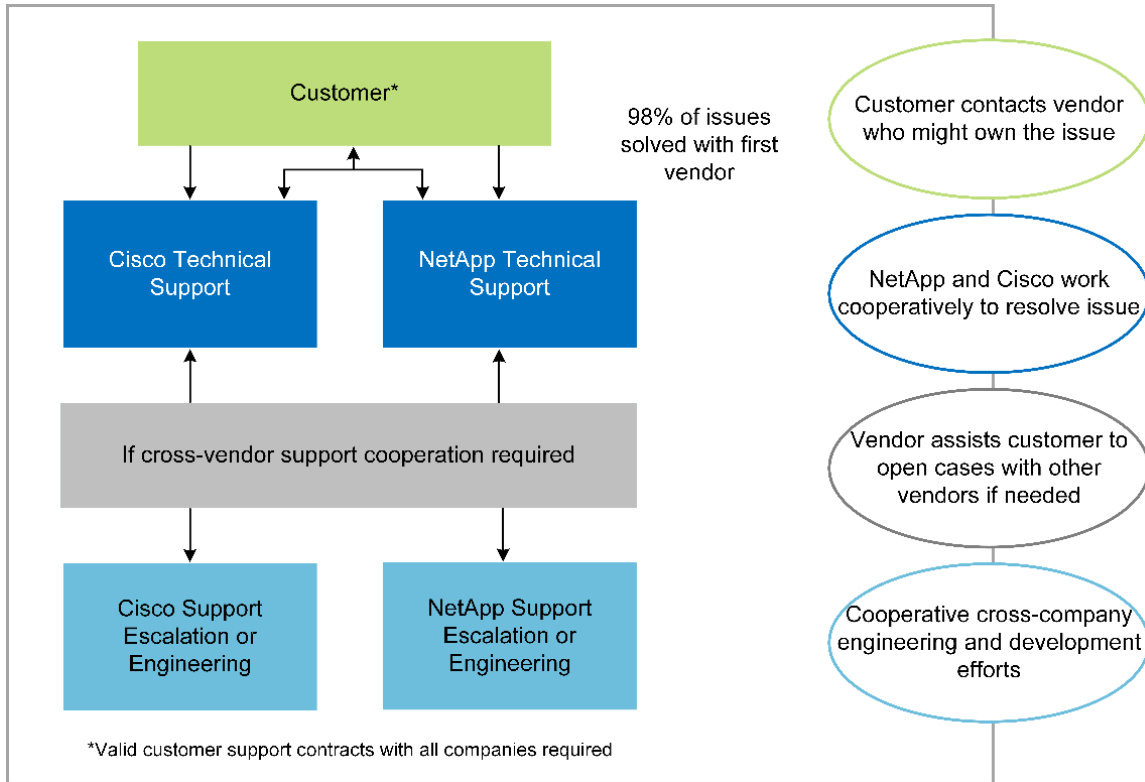 Customer*
98% of issues
solved with first
vendor
Cisco Technical
Support
NetApp Technical
Support
If cross-vendor support cooperation required
Cisco Support
Escalation or
Engineering
NetApp Support
Escalation or
Engineering
*Valid customer support contracts with all companies required
Customer contacts vendor
who might own the issue
NetApp and Cisco work
cooperatively to resolve issue
Vendor assists customer to
open cases with other
vendors if needed
Cooperative cross-company
engineering and development
efforts